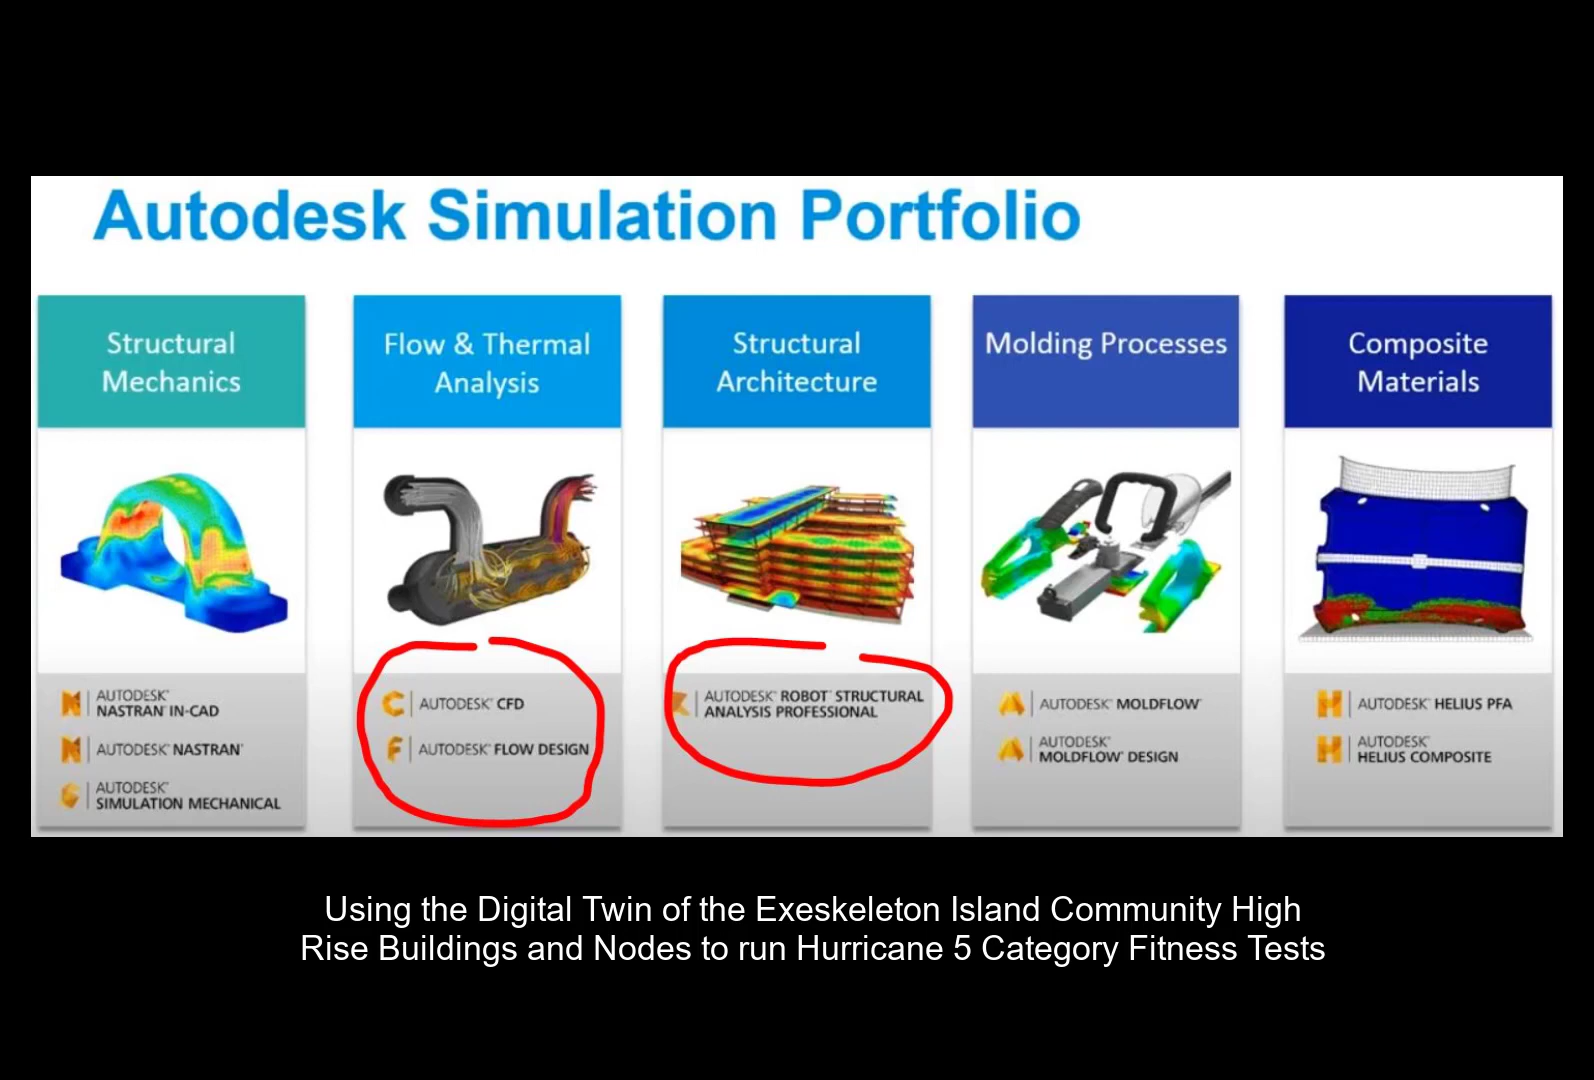 Autodesk Simulation Portfolio
Structural
Mechanics
Flow & Thermal
Analysis
Structural
Architecture
Molding Processes
Composite
Materials
AUTODESK®
NASTRAN® IN-CAD
AUTODESK® NASTRAN®
AUTODESK®
SIMULATION MECHANICAL
AUTODESK® CFD
AUTODESK® FLOW DESIGN
AUTODESK® ROBOT™ STRUCTURAL
ANALYSIS PROFESSIONAL
AUTODESK® MOLDFLOW®
AUTODESK®
MOLDFLOW® DESIGN
AUTODESK® HELIUS PFA
AUTODESK®
HELIUS COMPOSITE
Using the Digital Twin of the Exeskeleton Island Community High
Rise Buildings and Nodes to run Hurricane 5 Category Fitness Tests